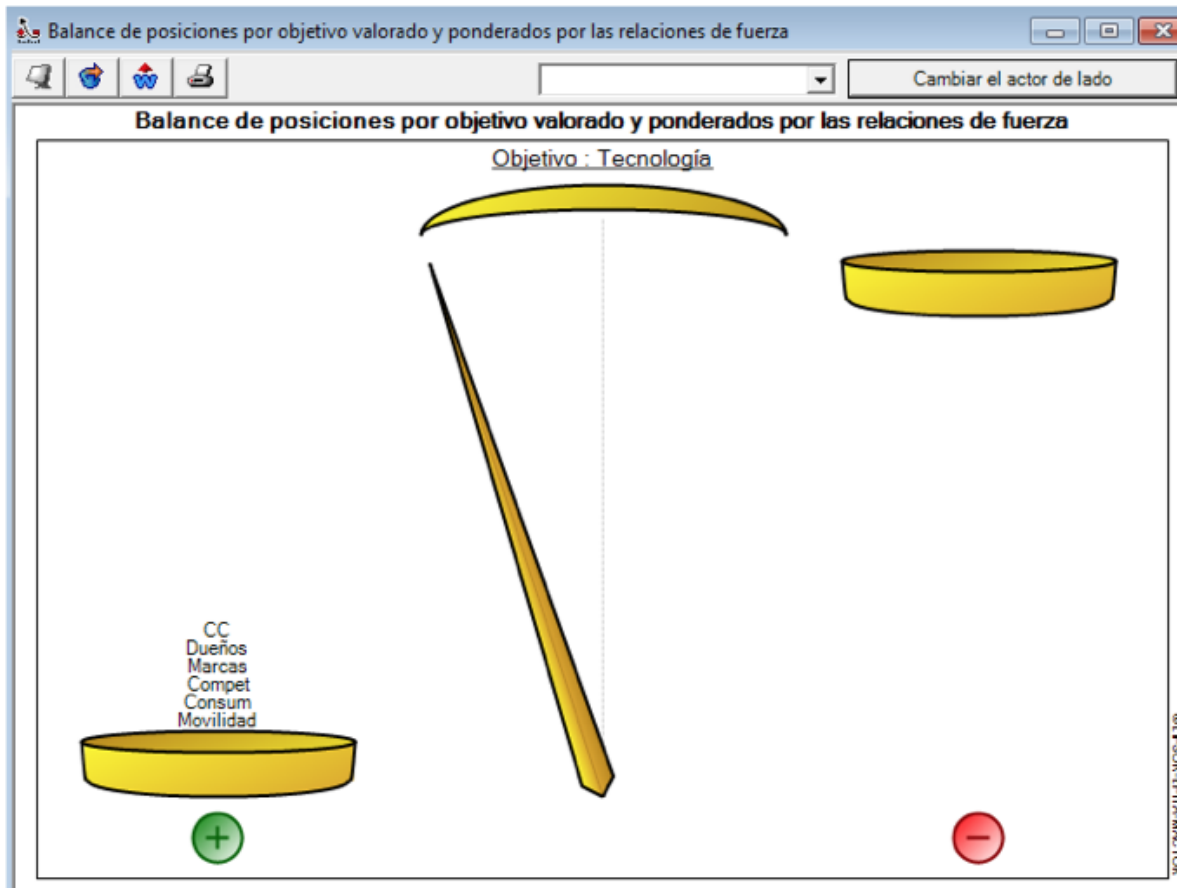 Balance de posiciones por objetivo valorado y ponderados por las relaciones de fuerza
Cambiar el actor de lado
Balance de posiciones por objetivo valorado y ponderados por las relaciones de fuerza
Objetivo : Tecnología
CC
Dueños
Marcas
Compet
Consum
Movilidad